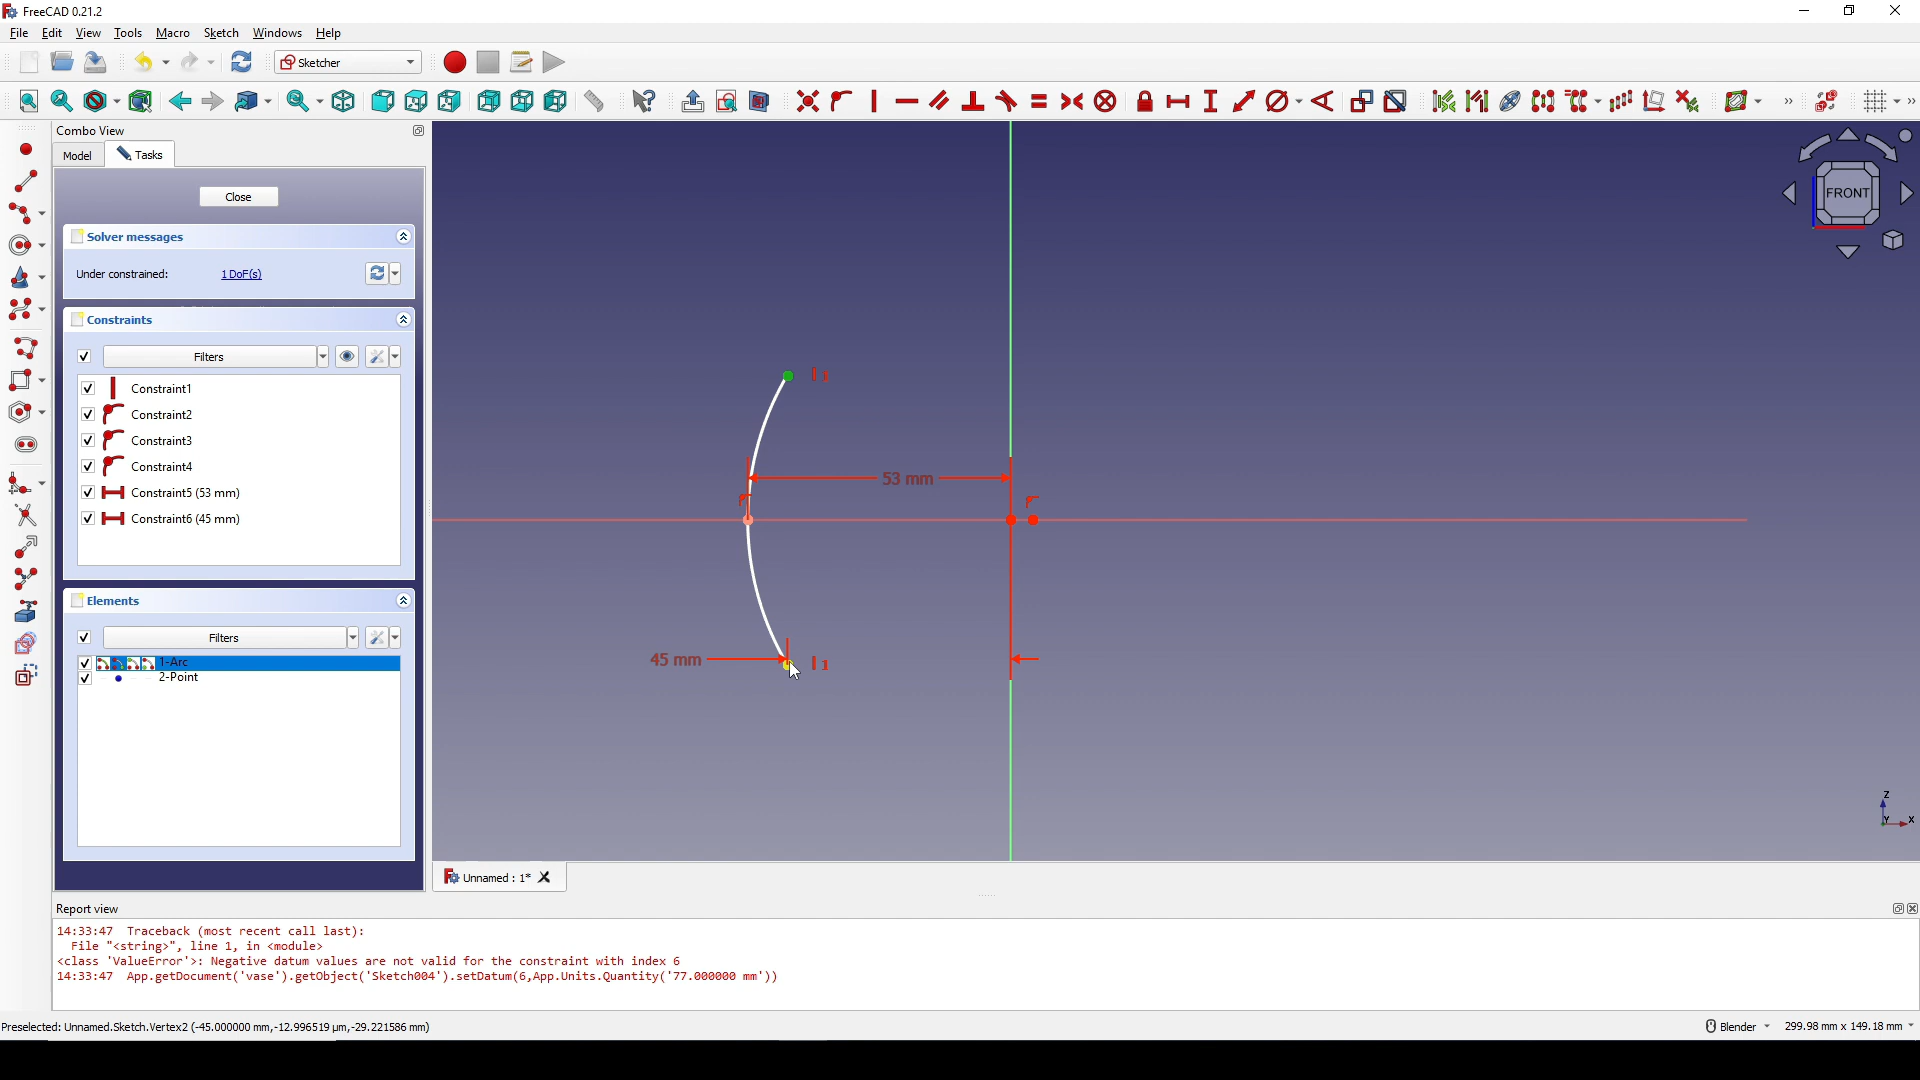 FreeCAD 0.21.2
File Edit View Tools Macro Sketch Windows Help
Sketcher
Combo View
Model Tasks
Close
Solver messages
Under constrained: 1 DoF(s)
Constraints
Filters
Constraint1
Constraint2
Constraint3
Constraint4
Constraint5 (53 mm)
Constraint6 (45 mm)
Elements
Filters
1-Arc
2-Point
FRONT
1
53 mm
45 mm
1
Z
Y X
Unnamed : 1*
Report view
14:33:47 Traceback (most recent call last):
File "<string>", line 1, in <module>
<class 'ValueError'>: Negative datum values are not valid for the constraint with index 6
14:33:47 App.getDocument('vase').getObject('Sketch004').setDatum(6,App.Units.Quantity('77.000000 mm'))
Preselected: Unnamed.Sketch.Vertex2 (-45.000000 mm,-12.996519 µm,-29.221586 mm)
Blender 299.98 mm x 149.18 mm